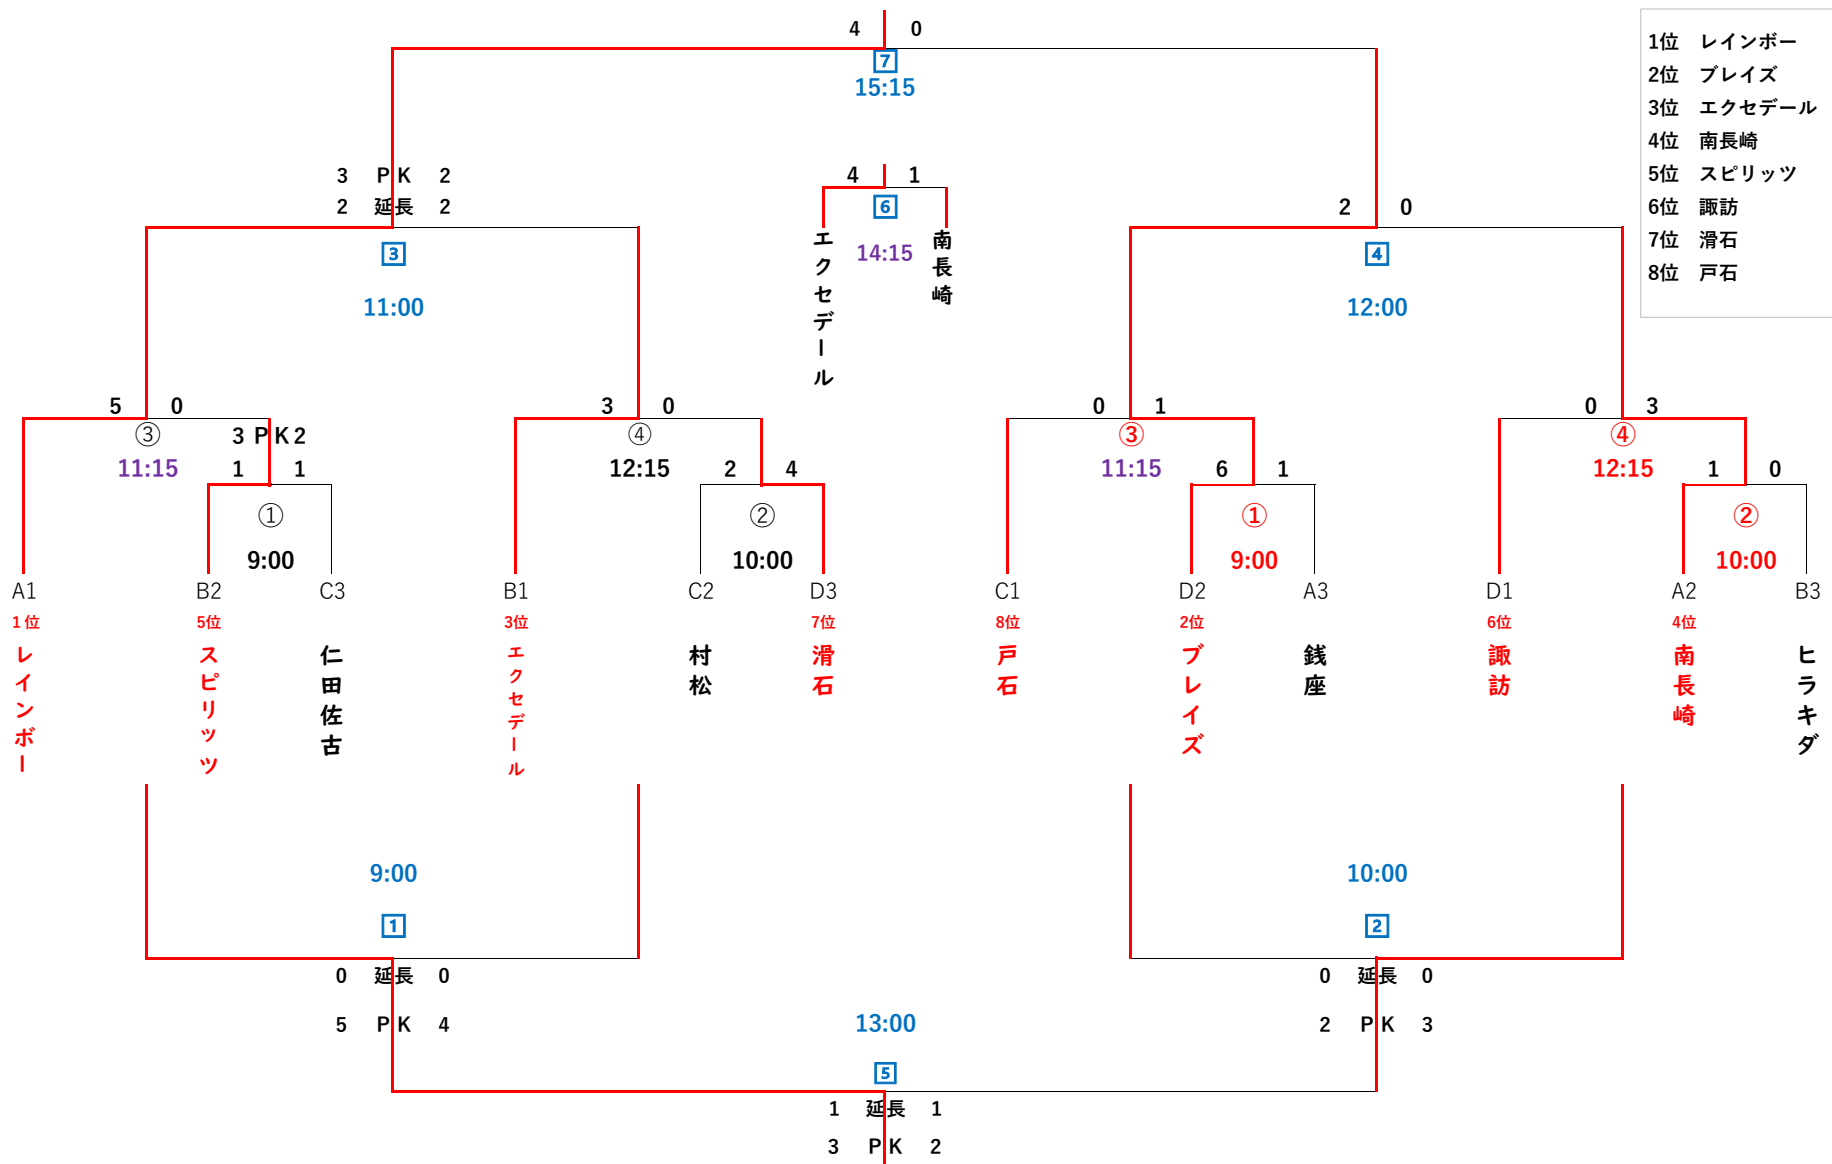 4 0
7
15:15
1位 レインボー
2位 ブレイズ
3位 エクセデール
4位 南長崎
5位 スピリッツ
6位 諏訪
7位 滑石
8位 戸石
3 PK 2
2 延長 2
3
11:00
4 1
6
14:15
エクセデール
南長崎
2 0
4
12:00
5 0
③
11:15
3 PK 2
1 1
①
9:00
3 0
④
12:15
2 4
②
10:00
0 1
③
11:15
6 1
①
9:00
0 3
④
12:15
1 0
②
10:00
A1 B2 C3 B1 C2 D3 C1 D2 A3 D1 A2 B3
1位 5位 3位 7位 8位 2位 6位 4位
レインボー
スピリッツ
仁田佐古
エクセデール
村松
滑石
戸石
ブレイズ
銭座
諏訪
南長崎
ヒラキダ
9:00
1
0 延長 0
5 PK 4
10:00
2
0 延長 0
2 PK 3
13:00
5
1 延長 1
3 PK 2